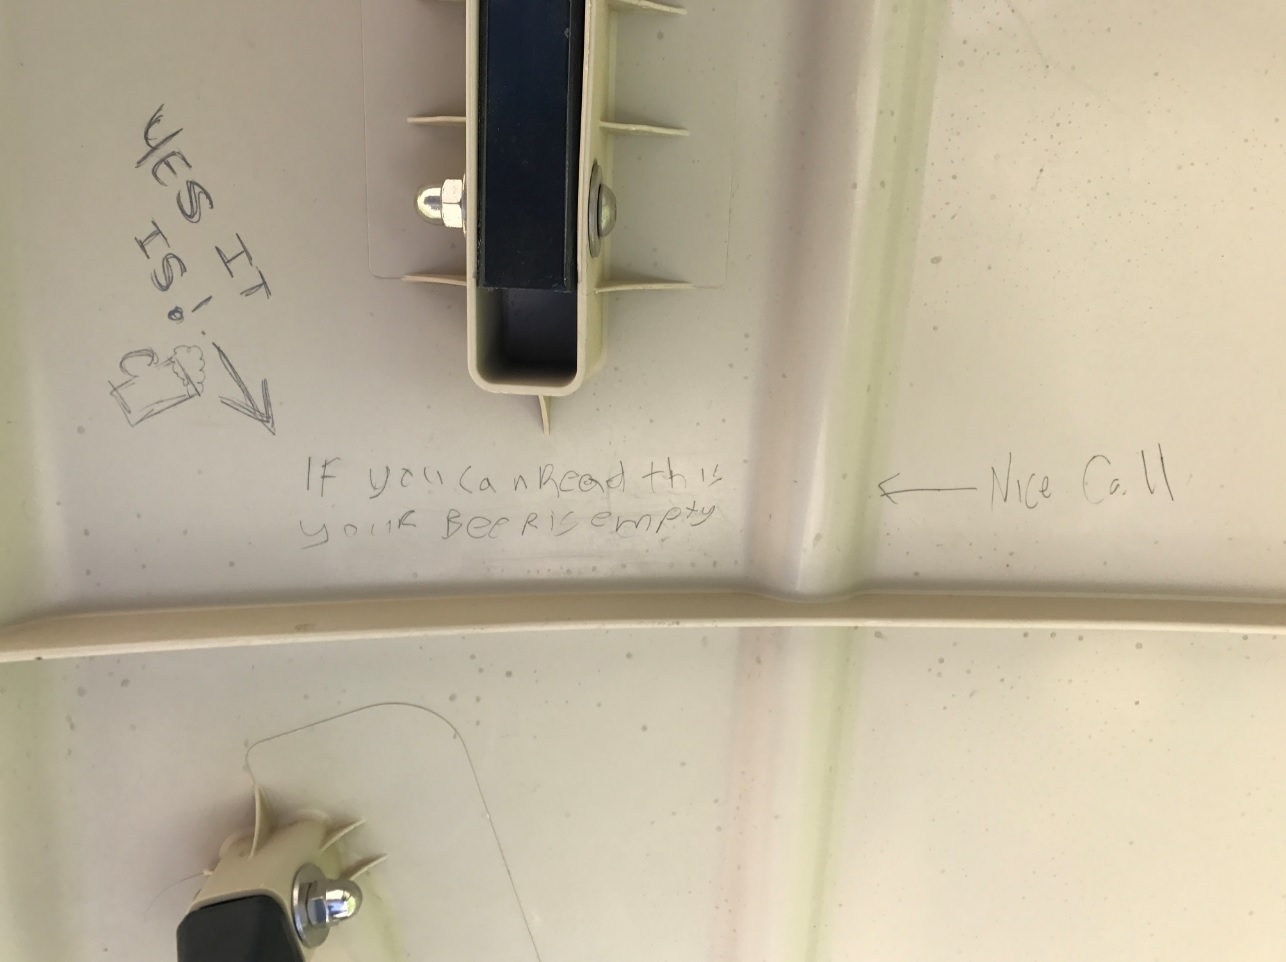 YES IT
IS!
If you can Read this
youR BeeR is empty
Nice Call